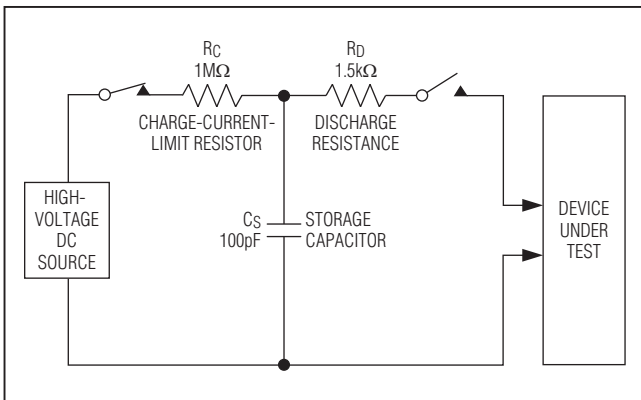 RC
1MΩ
CHARGE-CURRENT-
LIMIT RESISTOR
RD
1.5kΩ
DISCHARGE
RESISTANCE
HIGH-
VOLTAGE
DC
SOURCE
CS
100pF
STORAGE
CAPACITOR
DEVICE
UNDER
TEST